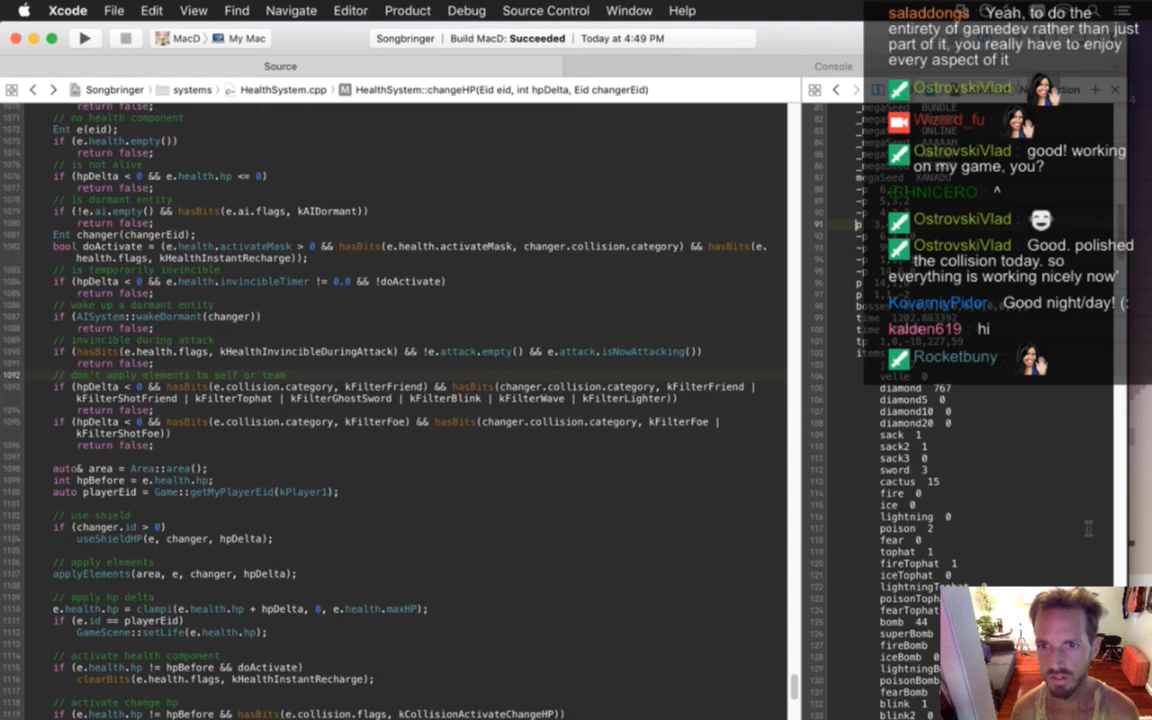 Xcode File Edit View Find Navigate Editor Product Debug Source Control Window Help
MacD My Mac
Songbringer Build MacD: Succeeded Today at 4:49 PM
Source
Console
Songbringer systems HealthSystem.cpp HealthSystem::changeHP(Eid eid, int hpDelta, Eid changerEid)
return false;
// no health component
Ent e(eid);
if (e.health.empty())
return false;
// is not alive
if (hpDelta < 0 && e.health.hp <= 0)
return false;
// is dormant entity
if (!e.ai.empty() && hasBits(e.ai.flags, kAIDormant))
return false;
Ent changer(changerEid);
bool doActivate = (e.health.activateMask > 0 && hasBits(e.health.activateMask, changer.collision.category) && hasBits(e.
health.flags, kHealthInstantRecharge));
// is temporarily invincible
if (hpDelta < 0 && e.health.invincibleTimer != 0.0 && !doActivate)
return false;
// wake up a dormant entity
if (AISystem::wakeDormant(changer))
return false;
// invincible during attack
if (hasBits(e.health.flags, kHealthInvincibleDuringAttack) && !e.attack.empty() && e.attack.isNowAttacking())
return false;
// don't apply elements to self or team
if (hpDelta < 0 && hasBits(e.collision.category, kFilterFriend) && hasBits(changer.collision.category, kFilterFriend |
kFilterShotFriend | kFilterTophat | kFilterGhostSword | kFilterBlink | kFilterWave | kFilterLighter))
return false;
if (hpDelta < 0 && hasBits(e.collision.category, kFilterFoe) && hasBits(changer.collision.category, kFilterFoe |
kFilterShotFoe))
return false;
auto& area = Area::area();
int hpBefore = e.health.hp;
auto playerEid = Game::getMyPlayerEid(kPlayer1);
// use shield
if (changer.id > 0)
useShieldHP(e, changer, hpDelta);
// apply elements
applyElements(area, e, changer, hpDelta);
// apply hp delta
e.health.hp = clampi(e.health.hp + hpDelta, 0, e.health.maxHP);
if (e.id == playerEid)
GameScene::setLife(e.health.hp);
// activate health component
if (e.health.hp != hpBefore && doActivate)
clearBits(e.health.flags, kHealthInstantRecharge);
// activate change hp
if (e.health.hp != hpBefore && hasBits(e.collision.flags, kCollisionActivateChangeHP))
saladdongs Yeah, to do the
entirety of gamedev rather than just
part of it, you really have to enjoy
every aspect of it
OstrovskiVlad
Wizard_fu :
OstrovskiVlad good! working
on my game, you?
GHNICERO : ^
OstrovskiVlad
OstrovskiVlad Good. polished
the collision today. so
everything is working nicely now'
KovarniyPidor Good night/day! (:
kalden619 hi
Rocketbuny
megaSeed XANADU
time 1202.883392
tp 1,0,-18,227,59
items
diamond 767
diamond5 0
diamond10 0
diamond20 0
sack 1
sack2 1
sack3 0
sword 3
cactus 15
fire 0
ice 0
lightning 0
poison 2
fear 0
tophat 1
fireTophat 1
iceTophat 0
bomb 44
superBomb
fireBomb
iceBomb
fearBomb
blink 1
blink2 0